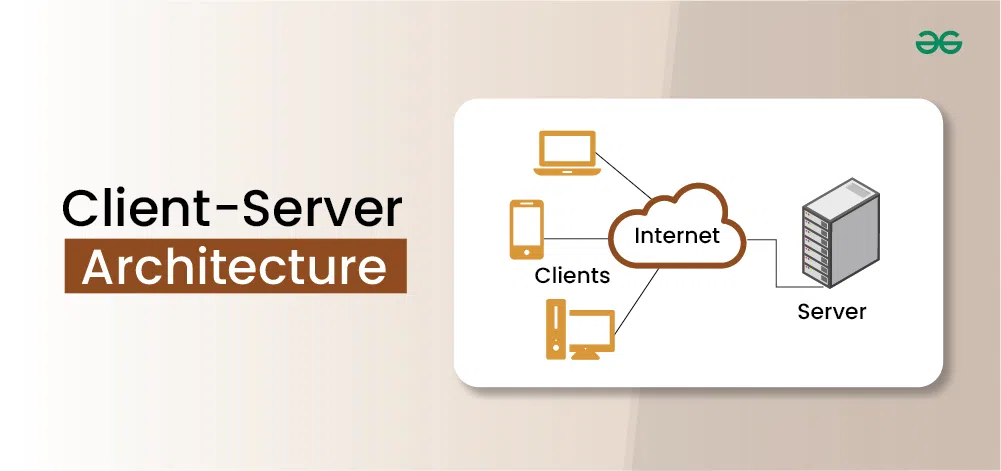 Client-Server
Architecture
Internet
Clients
Server